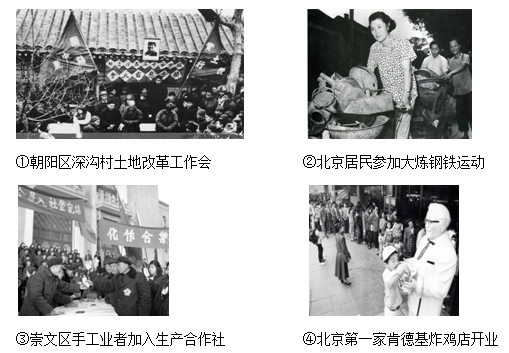 ①朝阳区深沟村土地改革工作会
②北京居民参加大炼钢铁运动
③崇文区手工业者加入生产合作社
④北京第一家肯德基炸鸡店开业